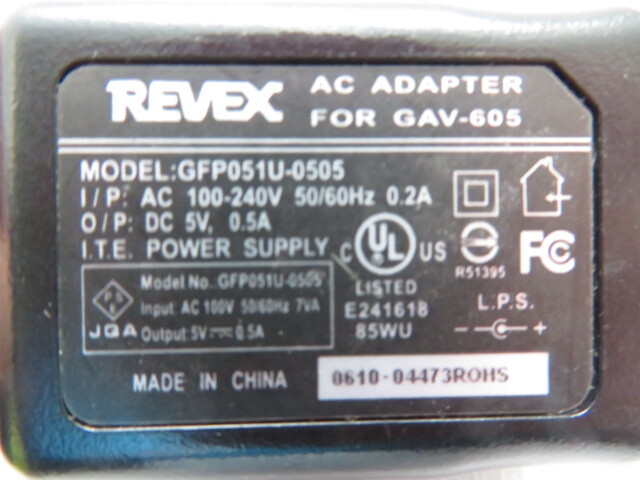 REVEX AC ADAPTER
FOR GAV-605
MODEL:GFP051U-0505
I/P: AC 100-240V 50/60Hz 0.2A
O/P: DC 5V, 0.5A
I.T.E. POWER SUPPLY
C UL US
LISTED
E241618
85WU
R51395
FC
L.P.S.
- +
Model No.:GFP051U-0505
Input: AC 100V 50/60Hz 7VA
Output:5V⎓0.5A
PS
E
JQA
MADE IN CHINA
0610-04473ROHS